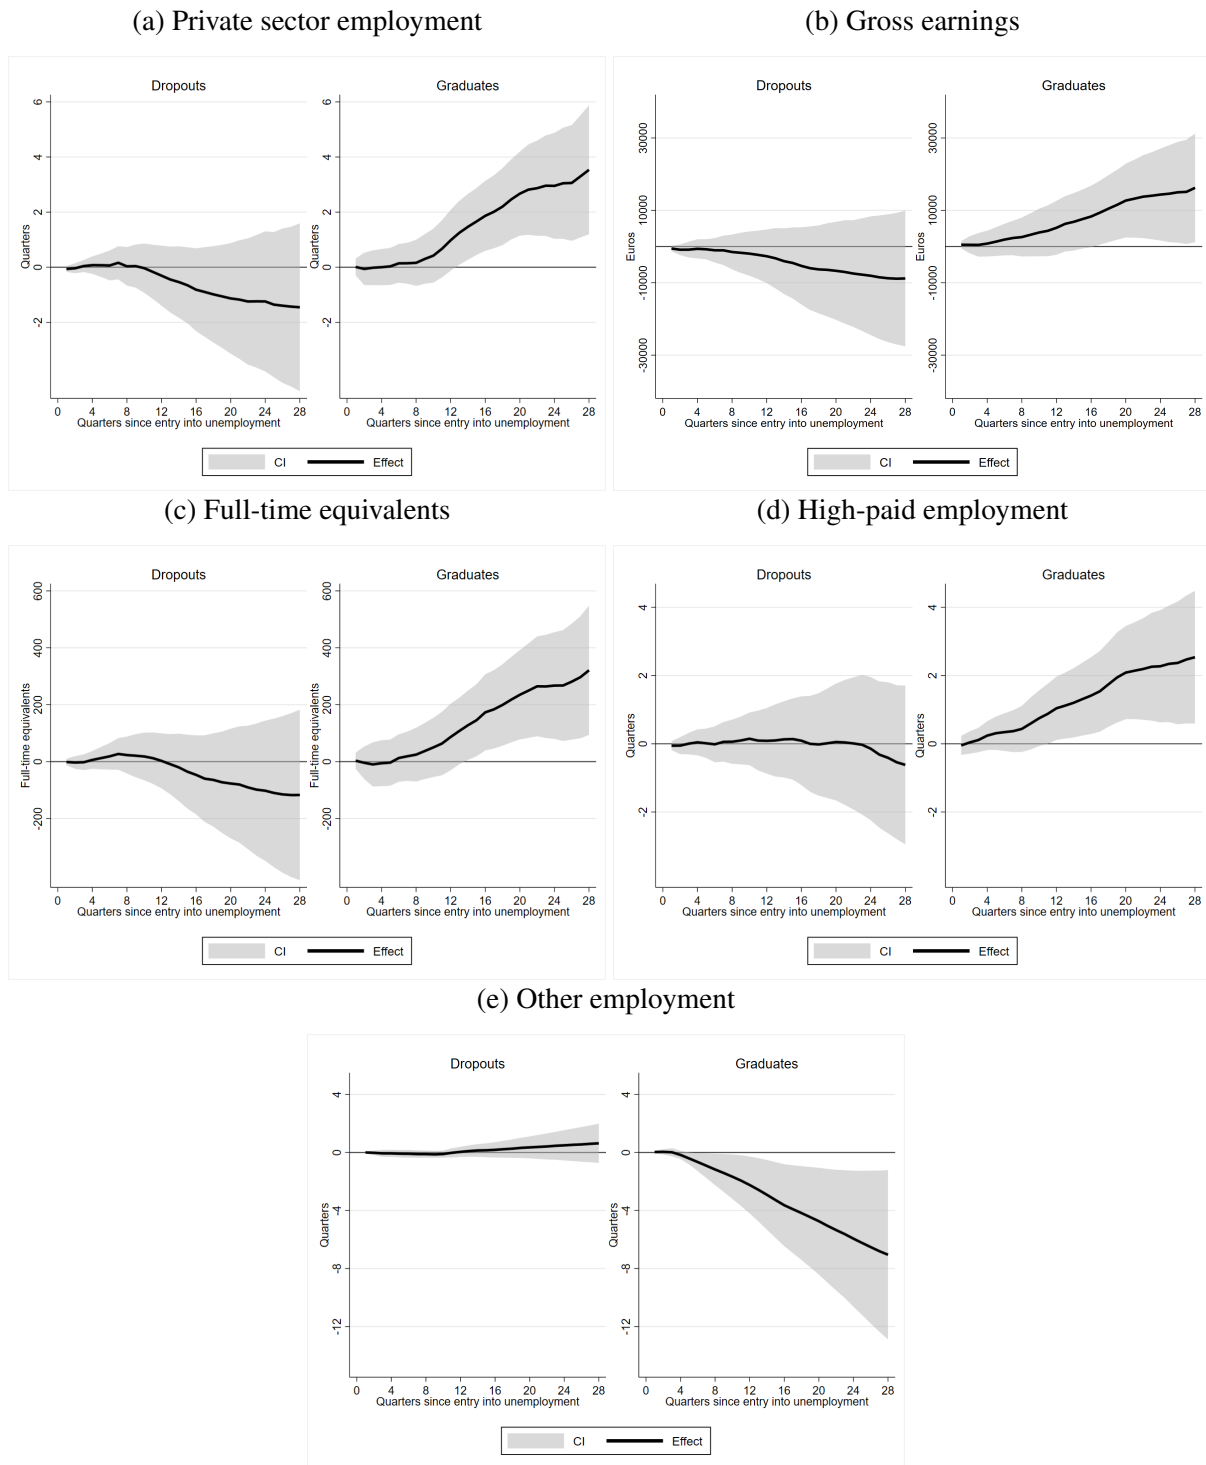 (a) Private sector employment
Dropouts
Graduates
Quarters
6
4
2
0
-2
0 4 8 12 16 20 24 28
Quarters since entry into unemployment
Quarters
6
4
2
0
-2
0 4 8 12 16 20 24 28
Quarters since entry into unemployment
CI Effect
(b) Gross earnings
Dropouts
Graduates
Euros
30000
10000
-10000
-30000
0 4 8 12 16 20 24 28
Quarters since entry into unemployment
Euros
30000
10000
-10000
-30000
0 4 8 12 16 20 24 28
Quarters since entry into unemployment
CI Effect
(c) Full-time equivalents
Dropouts
Graduates
Full-time equivalents
600
400
200
0
-200
0 4 8 12 16 20 24 28
Quarters since entry into unemployment
Full-time equivalents
600
400
200
0
-200
0 4 8 12 16 20 24 28
Quarters since entry into unemployment
CI Effect
(d) High-paid employment
Dropouts
Graduates
Quarters
4
2
0
-2
0 4 8 12 16 20 24 28
Quarters since entry into unemployment
Quarters
4
2
0
-2
0 4 8 12 16 20 24 28
Quarters since entry into unemployment
CI Effect
(e) Other employment
Dropouts
Graduates
Quarters
4
0
-4
-8
-12
0 4 8 12 16 20 24 28
Quarters since entry into unemployment
Quarters
4
0
-4
-8
-12
0 4 8 12 16 20 24 28
Quarters since entry into unemployment
CI Effect